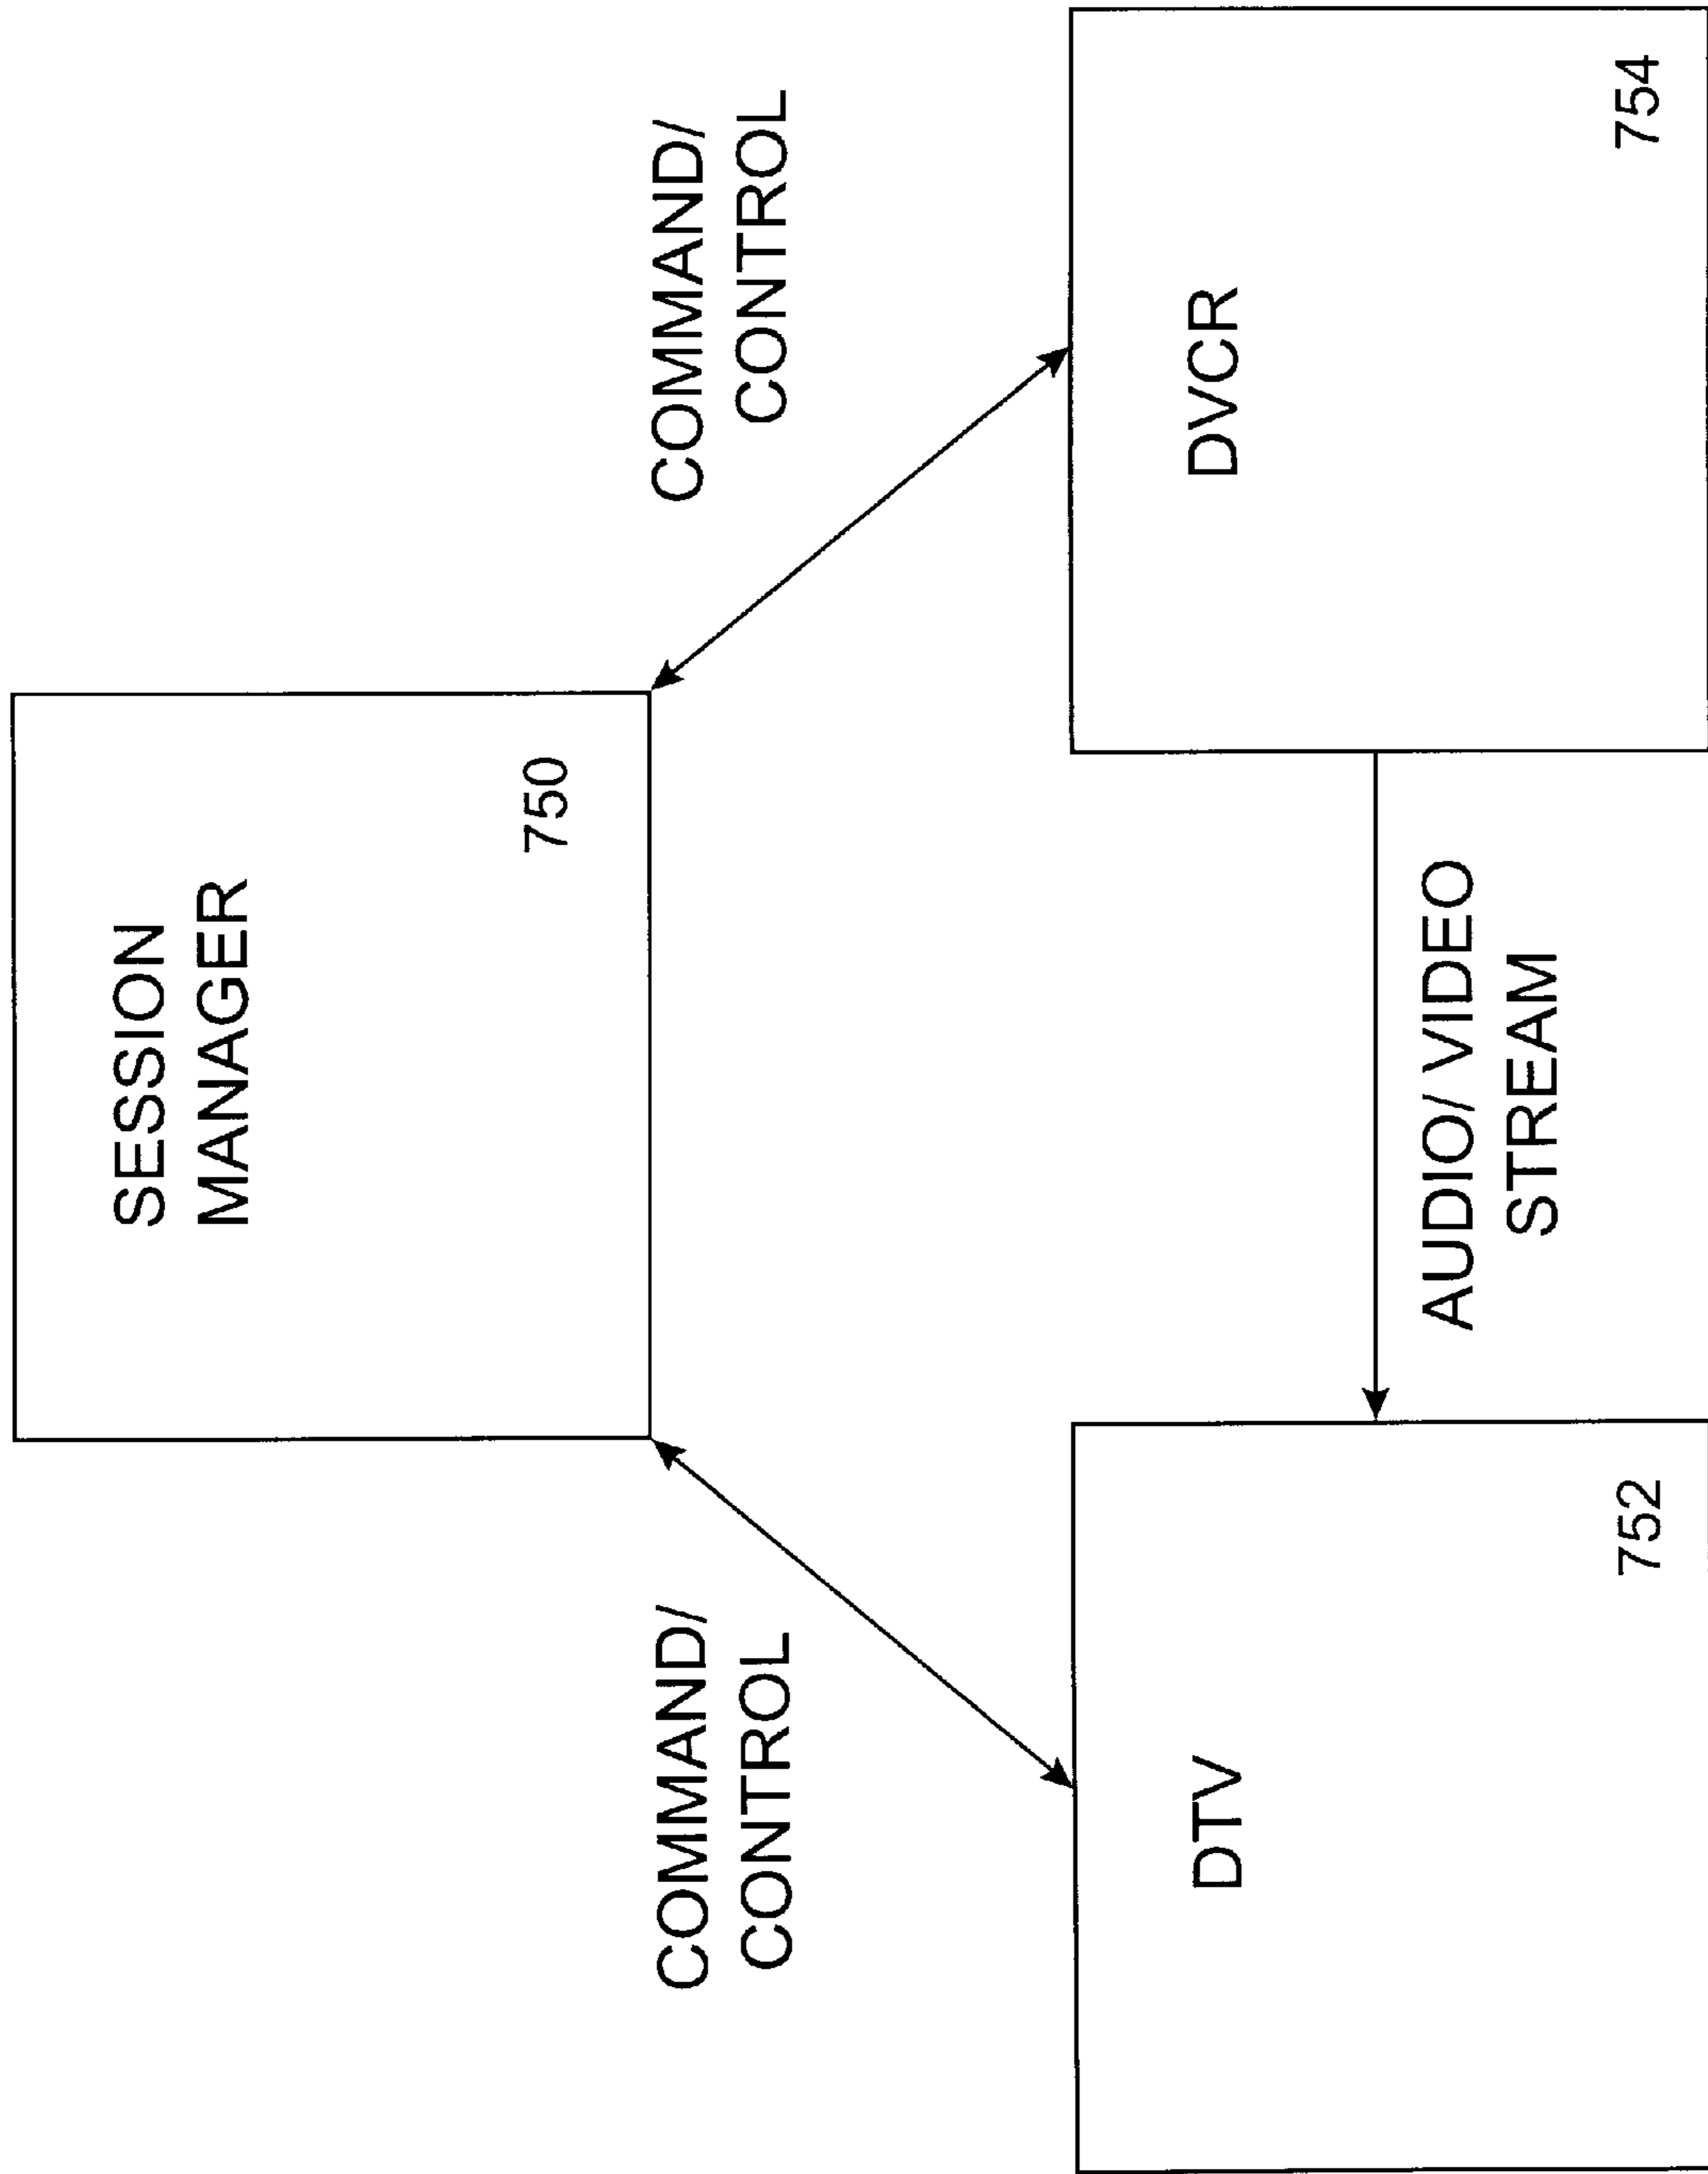 SESSION
MANAGER
750
COMMAND/
CONTROL
COMMAND/
CONTROL
DTV
752
AUDIO/ VIDEO
STREAM
DVCR
754